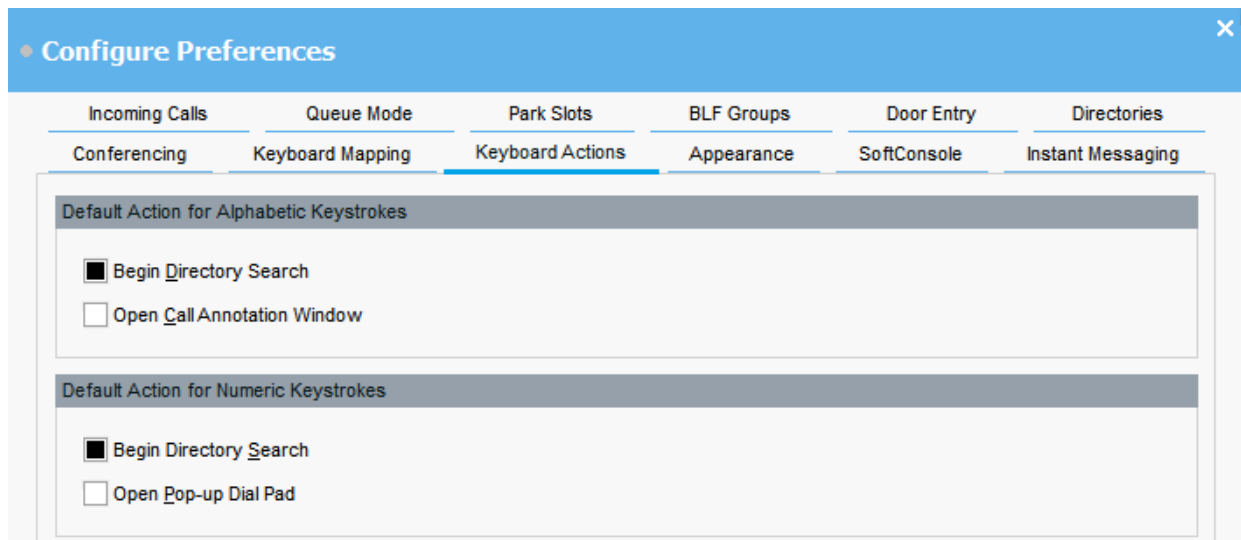 Configure Preferences
Incoming Calls Queue Mode Park Slots BLF Groups Door Entry Directories
Conferencing Keyboard Mapping Keyboard Actions Appearance SoftConsole Instant Messaging
Default Action for Alphabetic Keystrokes
Begin Directory Search
Open Call Annotation Window
Default Action for Numeric Keystrokes
Begin Directory Search
Open Pop-up Dial Pad